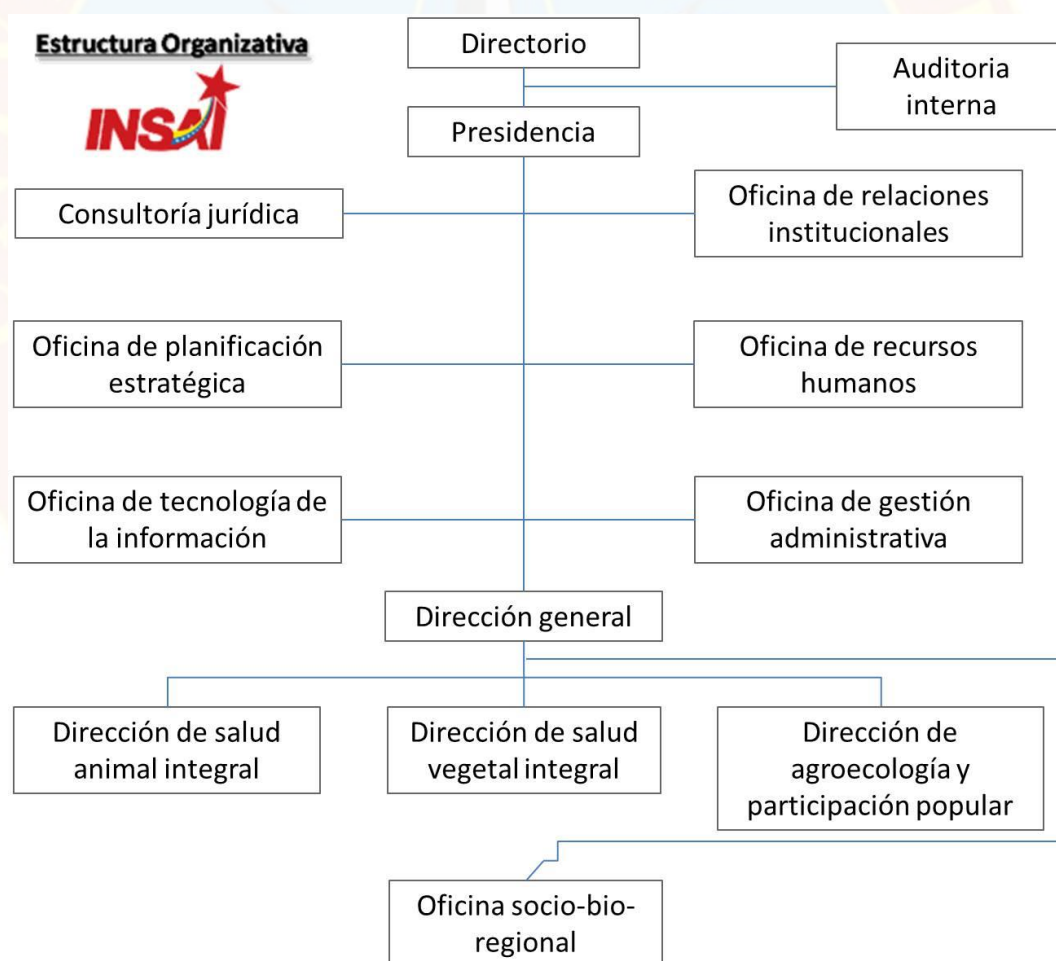 Estructura Organizativa
INSAI
Directorio
Auditoria
interna
Presidencia
Consultoría jurídica
Oficina de relaciones
institucionales
Oficina de planificación
estratégica
Oficina de recursos
humanos
Oficina de tecnología de
la información
Oficina de gestión
administrativa
Dirección general
Dirección de salud
animal integral
Dirección de salud
vegetal integral
Dirección de
agroecología y
participación popular
Oficina socio-bio-
regional